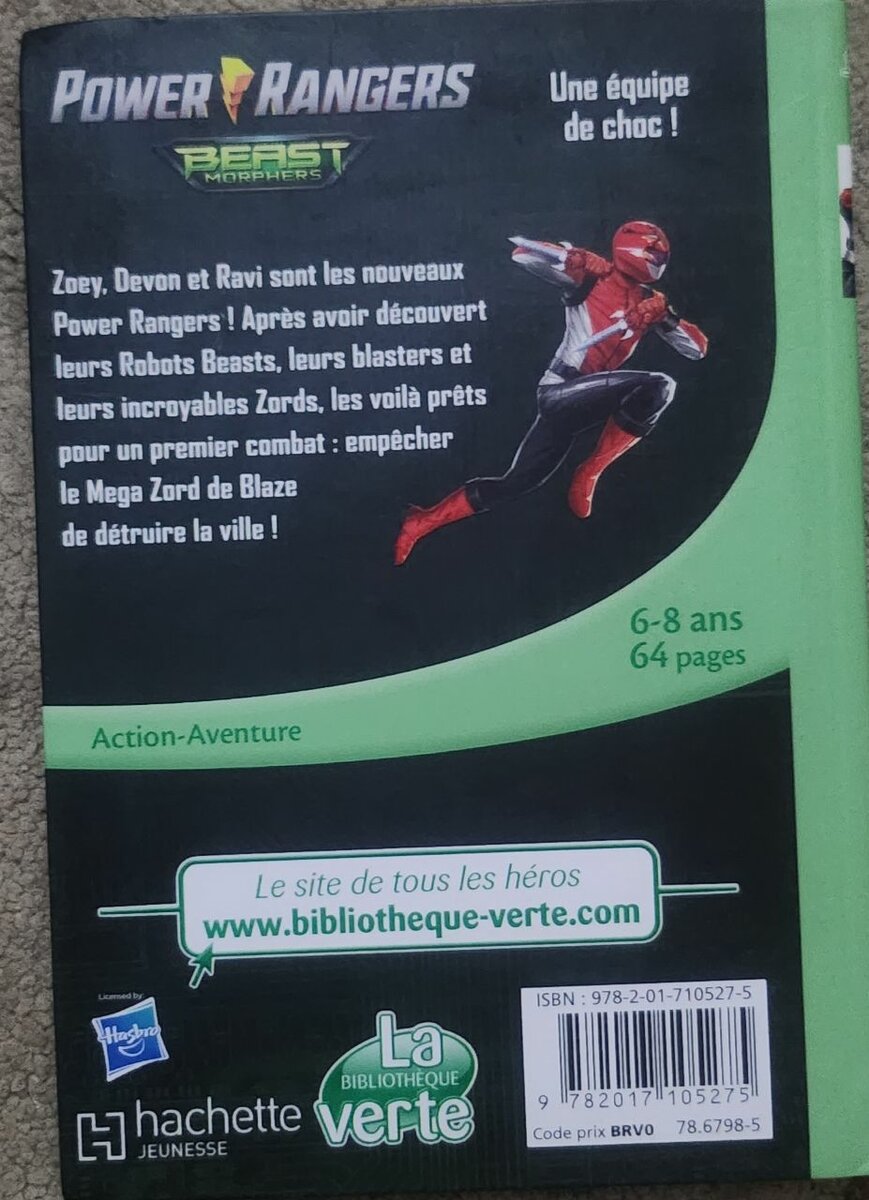 POWER RANGERS
BEAST
MORPHERS
Une équipe
de choc !
Zoey, Devon et Ravi sont les nouveaux
Power Rangers ! Après avoir découvert
leurs Robots Beasts, leurs blasters et
leurs incroyables Zords, les voilà prêts
pour un premier combat : empêcher
le Mega Zord de Blaze
de détruire la ville !
6-8 ans
64 pages
Action-Aventure
Le site de tous les héros
www.bibliotheque-verte.com
Licensed by:
Hasbro
hachette
JEUNESSE
La
BIBLIOTHÈQUE
verte
ISBN : 978-2-01-710527-5
9 782017 105275
Code prix BRV0 78.6798-5